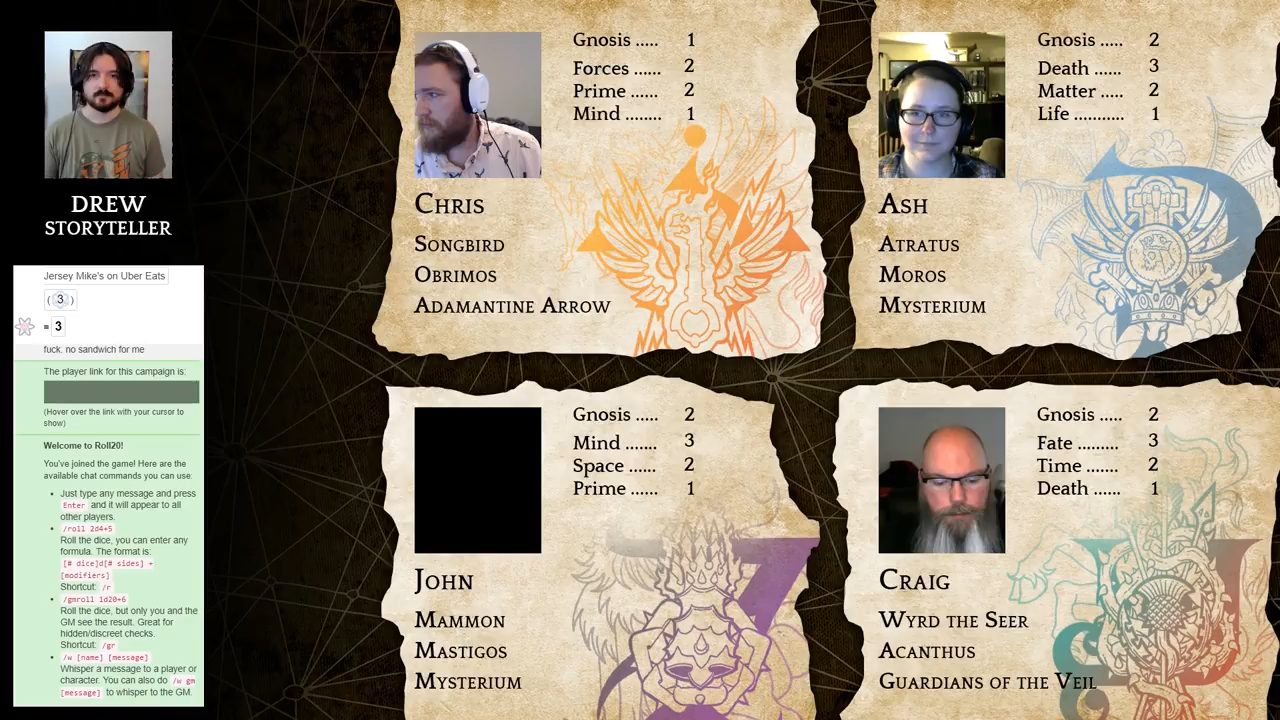 DREW
STORYTELLER
Jersey Mike's on Uber Eats
(3)
= 3
fuck. no sandwich for me
The player link for this campaign is:
(Hover over the link with your cursor to
show)
Welcome to Roll20!
You've joined the game! Here are the
available chat commands you can use:
• Just type any message and press
Enter and it will appear to all
other players.
• /roll 2d4+5
Roll the dice, you can enter any
formula. The format is:
[# dice]d[# sides] +
[modifiers]
Shortcut: /r
• /gmroll 1d20+6
Roll the dice, but only you and the
GM see the result. Great for
hidden/discreet checks.
Shortcut: /gr
• /w [name] [message]
Whisper a message to a player or
character. You can also do /w gm
[message] to whisper to the GM.
Gnosis ..... 1
Forces ...... 2
Prime ...... 2
Mind ........ 1
Chris
Songbird
Obrimos
Adamantine Arrow
Gnosis ..... 2
Death ...... 3
Matter ..... 2
Life ........... 1
Ash
Atratus
Moros
Mysterium
Gnosis ..... 2
Mind ....... 3
Space ...... 2
Prime ...... 1
John
Mammon
Mastigos
Mysterium
Gnosis ..... 2
Fate ......... 3
Time ....... 2
Death ...... 1
Craig
Wyrd the Seer
Acanthus
Guardians of the Veil